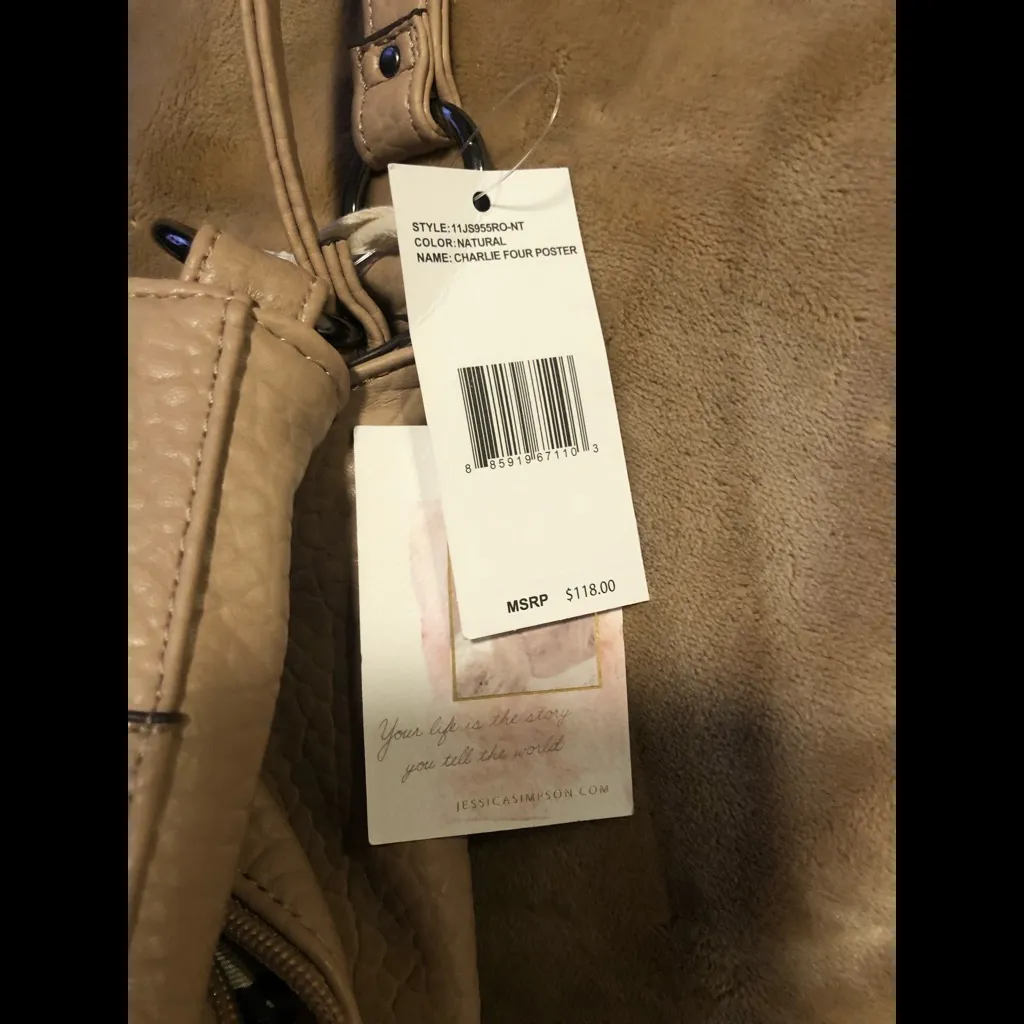 STYLE:11JS955RO-NT
COLOR:NATURAL
NAME: CHARLIE FOUR POSTER
8 85919 67110 3
MSRP $118.00
Your life is the story
you tell the world
JESSICASIMPSON.COM